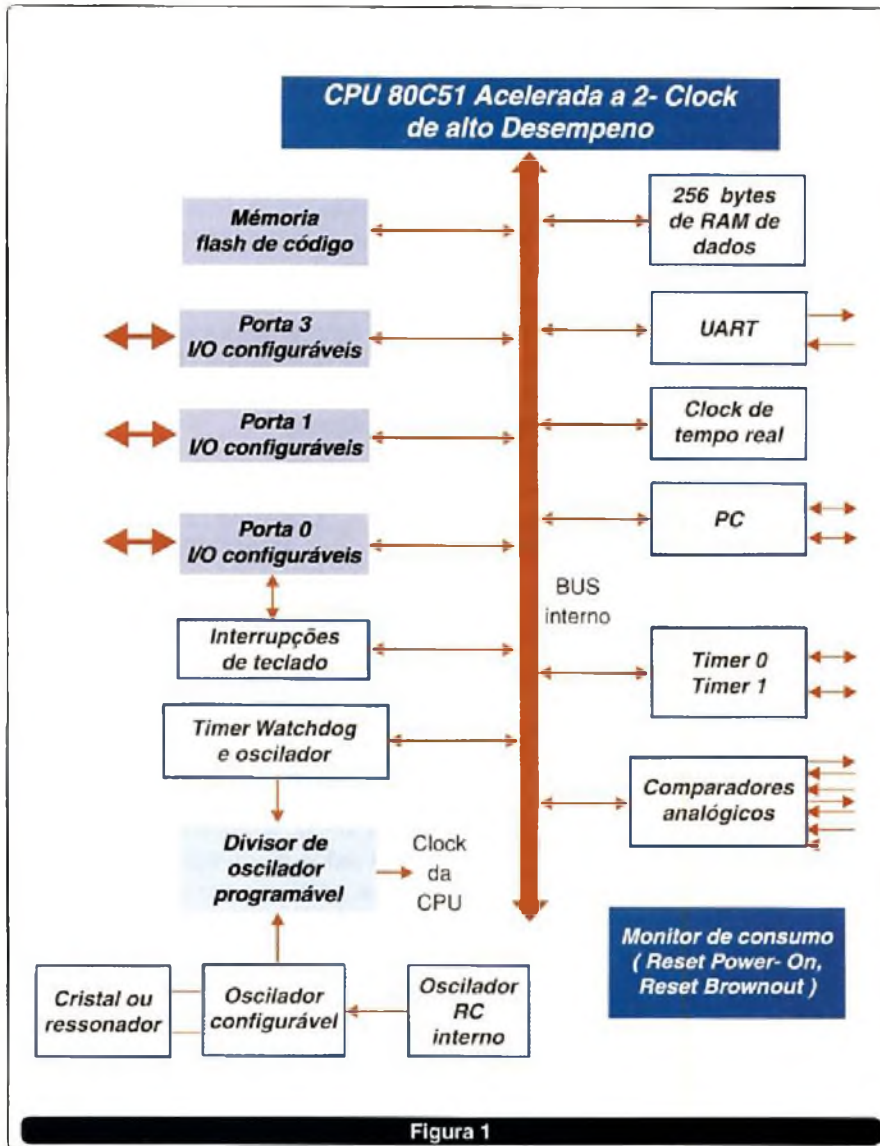 CPU 80C51 Acelerada a 2- Clock
de alto Desempeno
Mémoria
flash de código
256 bytes
de RAM de
dados
Porta 3
I/O configuráveis
UART
Porta 1
I/O configuráveis
Clock de
tempo real
Porta 0
I/O configuráveis
PC
BUS
interno
Interrupções
de teclado
Timer 0
Timer 1
Timer Watchdog
e oscilador
Comparadores
analógicos
Divisor de
oscilador
programável
Clock
da
CPU
Monitor de consumo
( Reset Power- On,
Reset Brownout )
Cristal ou
ressonador
Oscilador
configurável
Oscilador
RC
interno
Figura 1